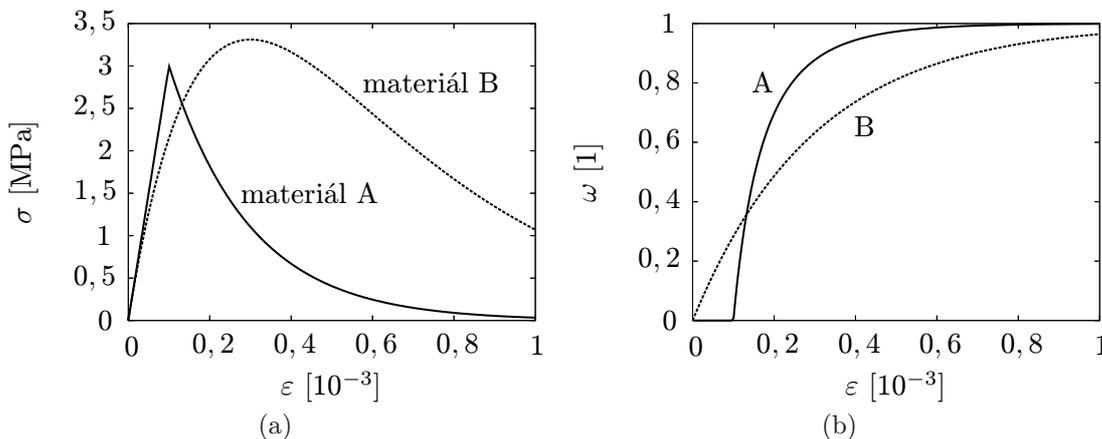 3, 5
3
2, 5
2
1, 5
1
0, 5
0
0
0, 2
0, 4
0, 6
0, 8
1
σ [MPa]
ε [10⁻³]
materiál B
materiál A
(a)
1
0, 8
0, 6
0, 4
0, 2
0
0
0, 2
0, 4
0, 6
0, 8
1
ω [1]
ε [10⁻³]
A
B
(b)